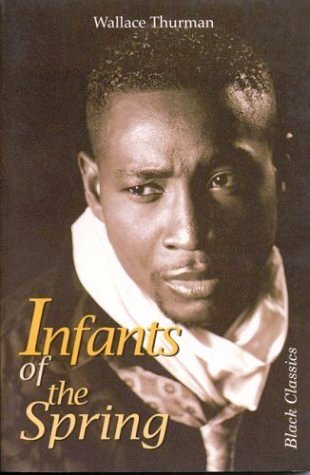 Wallace Thurman
Infants
of
the
Spring
Black Classics